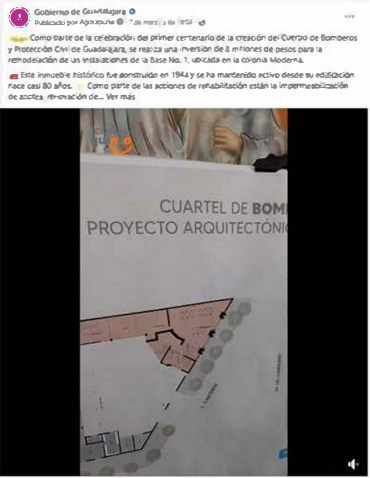 Gobierno de Guadalajara
Publicado por Agorapulse
Como parte de la celebración del primer centenario de la creación del Cuerpo de Bomberos
y Protección Civil de Guadalajara, se realiza una inversión de 8 millones de pesos para la
remodelación de las instalaciones de la Base No. 1, ubicada en la colonia Moderna.
Este inmueble histórico fue construido en 1944 y se ha mantenido activo desde su edificación
hace casi 80 años. Como parte de las acciones de rehabilitación están la impermeabilización
de azotea, renovación de... Ver más
CUARTEL DE BOM
PROYECTO ARQUITECTÓNI